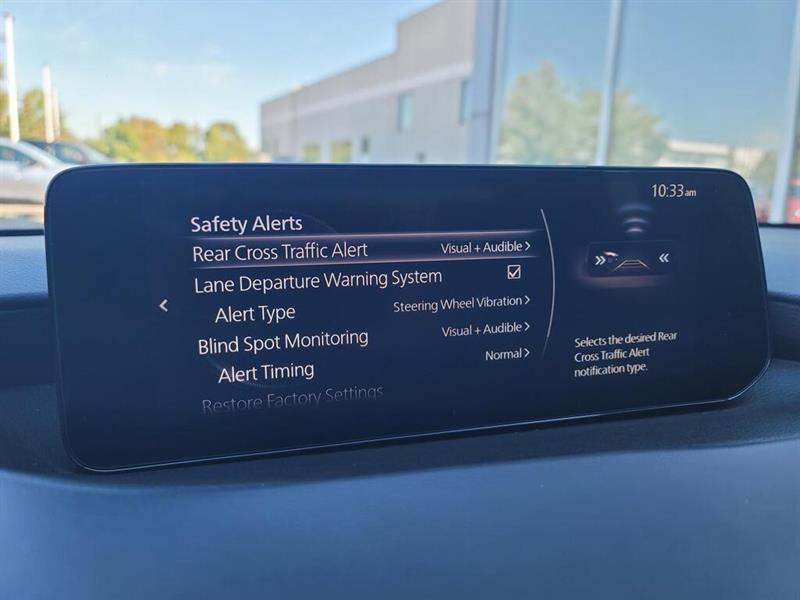 10:33 am
Safety Alerts
Rear Cross Traffic Alert Visual + Audible
Lane Departure Warning System
Alert Type Steering Wheel Vibration
Blind Spot Monitoring Visual + Audible
Alert Timing Normal
Restore Factory Settings
Selects the desired Rear
Cross Traffic Alert
notification type.